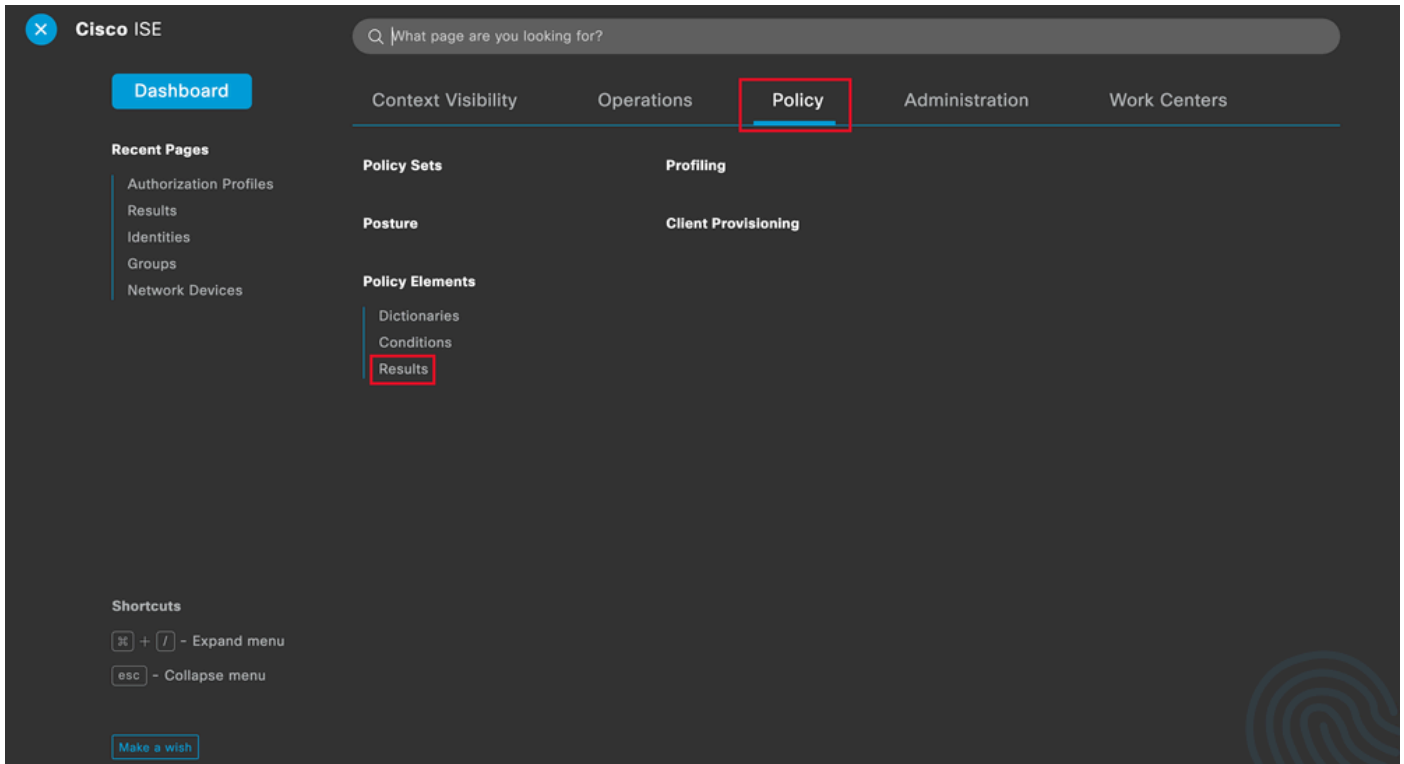 Cisco ISE
What page are you looking for?
Dashboard
Context Visibility Operations Policy Administration Work Centers
Recent Pages
Authorization Profiles
Results
Identities
Groups
Network Devices
Policy Sets
Profiling
Posture
Client Provisioning
Policy Elements
Dictionaries
Conditions
Results
Shortcuts
⌘ + / - Expand menu
esc - Collapse menu
Make a wish